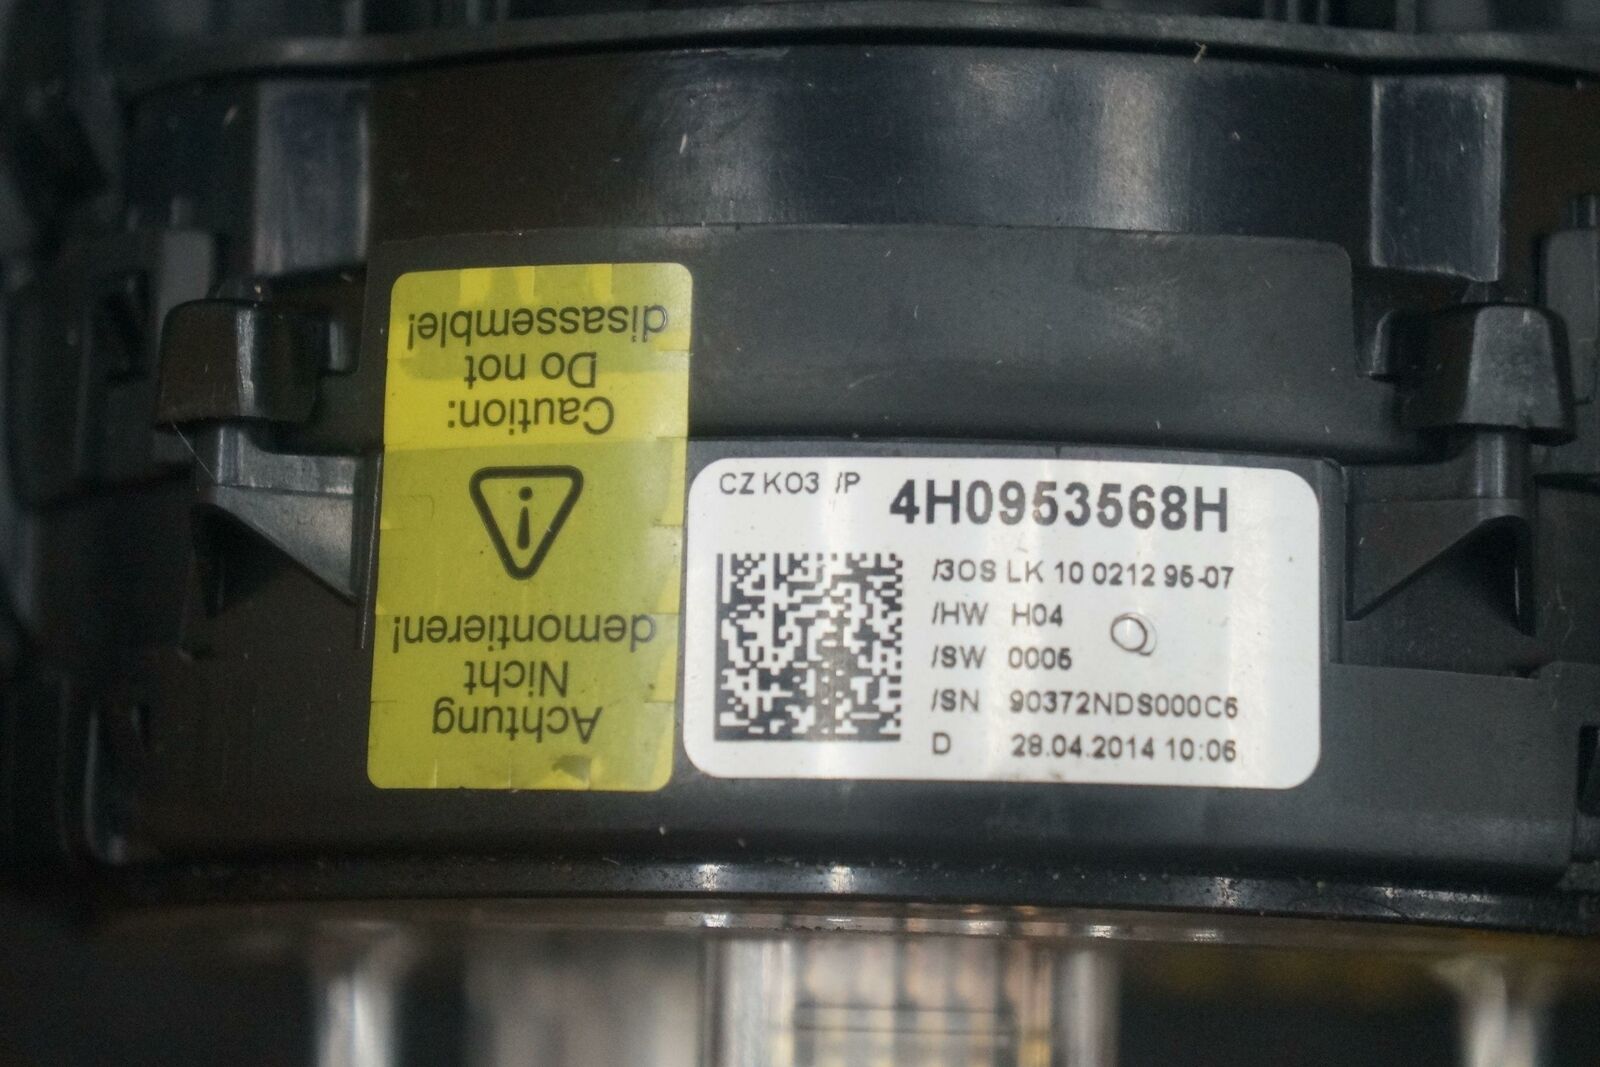 Achtung
Nicht
demontieren!
Caution:
Do not
disassemble!
CZ KO3 /P 4H0953568H
/3OS LK 10 0212 95-07
/HW H04
/SW 0005
/SN 90372NDS000C6
D 28.04.2014 10:06